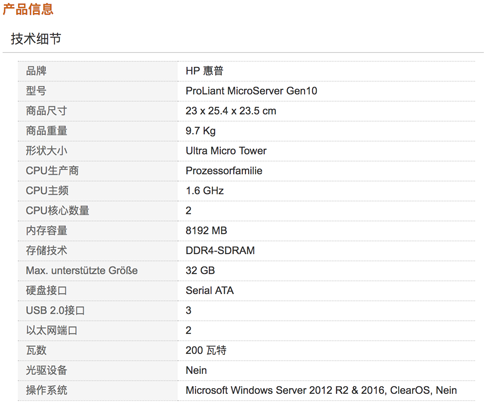 产品信息
技术细节
品牌 HP 惠普
型号 ProLiant MicroServer Gen10
商品尺寸 23 x 25.4 x 23.5 cm
商品重量 9.7 Kg
形状大小 Ultra Micro Tower
CPU生产商 Prozessorfamilie
CPU主频 1.6 GHz
CPU核心数量 2
内存容量 8192 MB
存储技术 DDR4-SDRAM
Max. unterstützte Größe 32 GB
硬盘接口 Serial ATA
USB 2.0接口 3
以太网端口 2
瓦数 200 瓦特
光驱设备 Nein
操作系统 Microsoft Windows Server 2012 R2 & 2016, ClearOS, Nein